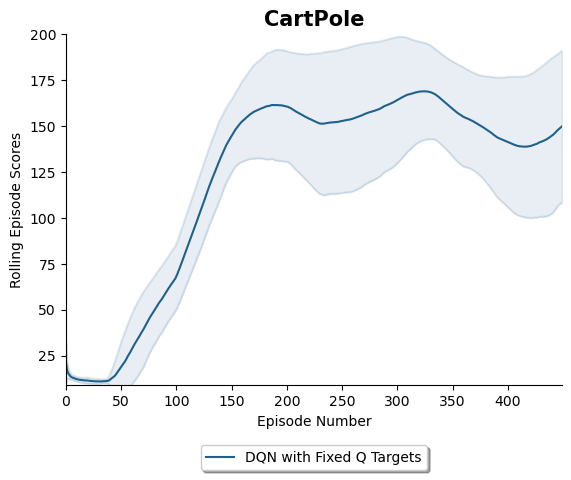 CartPole
200
175
150
125
100
75
50
25
Rolling Episode Scores
0 50 100 150 200 250 300 350 400
Episode Number
DQN with Fixed Q Targets